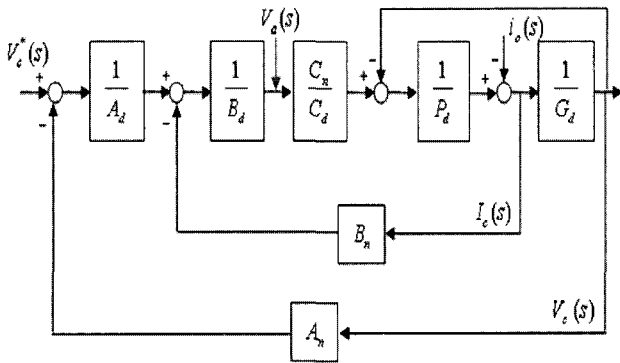 V_c^*(s)
+
−
1/A_d
+
−
1/B_d
V_a(s)
C_n/C_d
+
−
1/P_d
+
−
i_o(s)
1/G_d
B_n
I_c(s)
A_n
V_c(s)